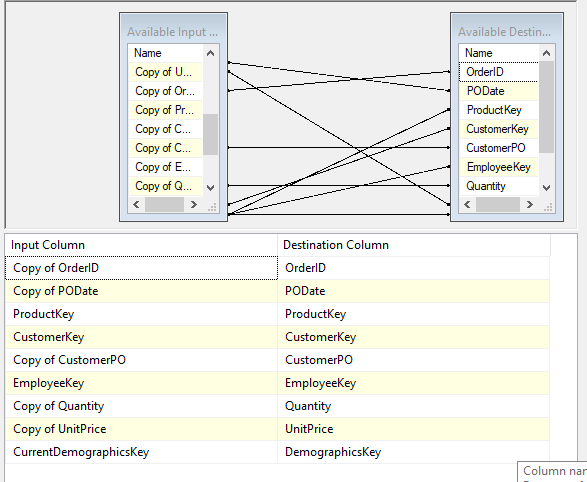 Available Input ...
Name
Copy of U...
Copy of Or...
Copy of Pr...
Copy of C...
Copy of C...
Copy of E...
Copy of Q...
Available Destin...
Name
OrderID
PODate
ProductKey
CustomerKey
CustomerPO
EmployeeKey
Quantity
Input Column Destination Column
Copy of OrderID OrderID
Copy of PODate PODate
ProductKey ProductKey
CustomerKey CustomerKey
Copy of CustomerPO CustomerPO
EmployeeKey EmployeeKey
Copy of Quantity Quantity
Copy of UnitPrice UnitPrice
CurrentDemographicsKey DemographicsKey
Column nam